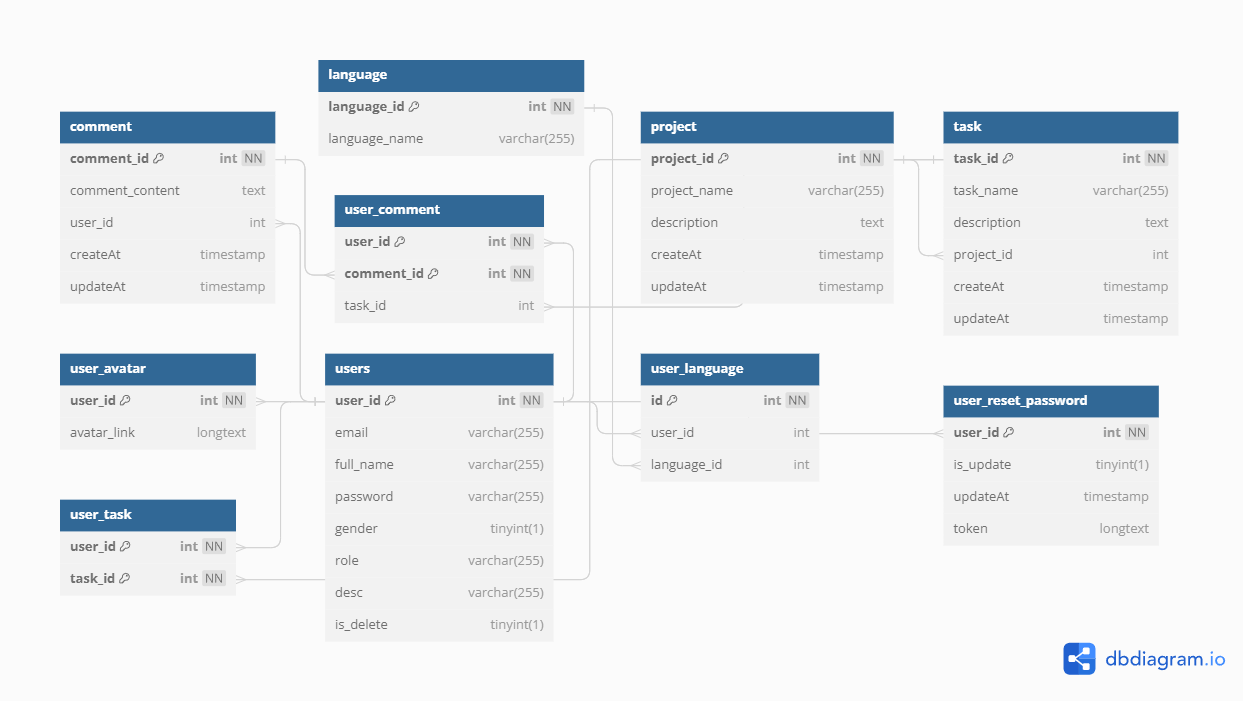 language
language_id int NN
language_name varchar(255)
comment
comment_id int NN
comment_content text
user_id int
createAt timestamp
updateAt timestamp
user_comment
user_id int NN
comment_id int NN
task_id int
project
project_id int NN
project_name varchar(255)
description text
createAt timestamp
updateAt timestamp
task
task_id int NN
task_name varchar(255)
description text
project_id int
createAt timestamp
updateAt timestamp
user_avatar
user_id int NN
avatar_link longtext
users
user_id int NN
email varchar(255)
full_name varchar(255)
password varchar(255)
gender tinyint(1)
role varchar(255)
desc varchar(255)
is_delete tinyint(1)
user_language
id int NN
user_id int
language_id int
user_reset_password
user_id int NN
is_update tinyint(1)
updateAt timestamp
token longtext
user_task
user_id int NN
task_id int NN
dbdiagram.io